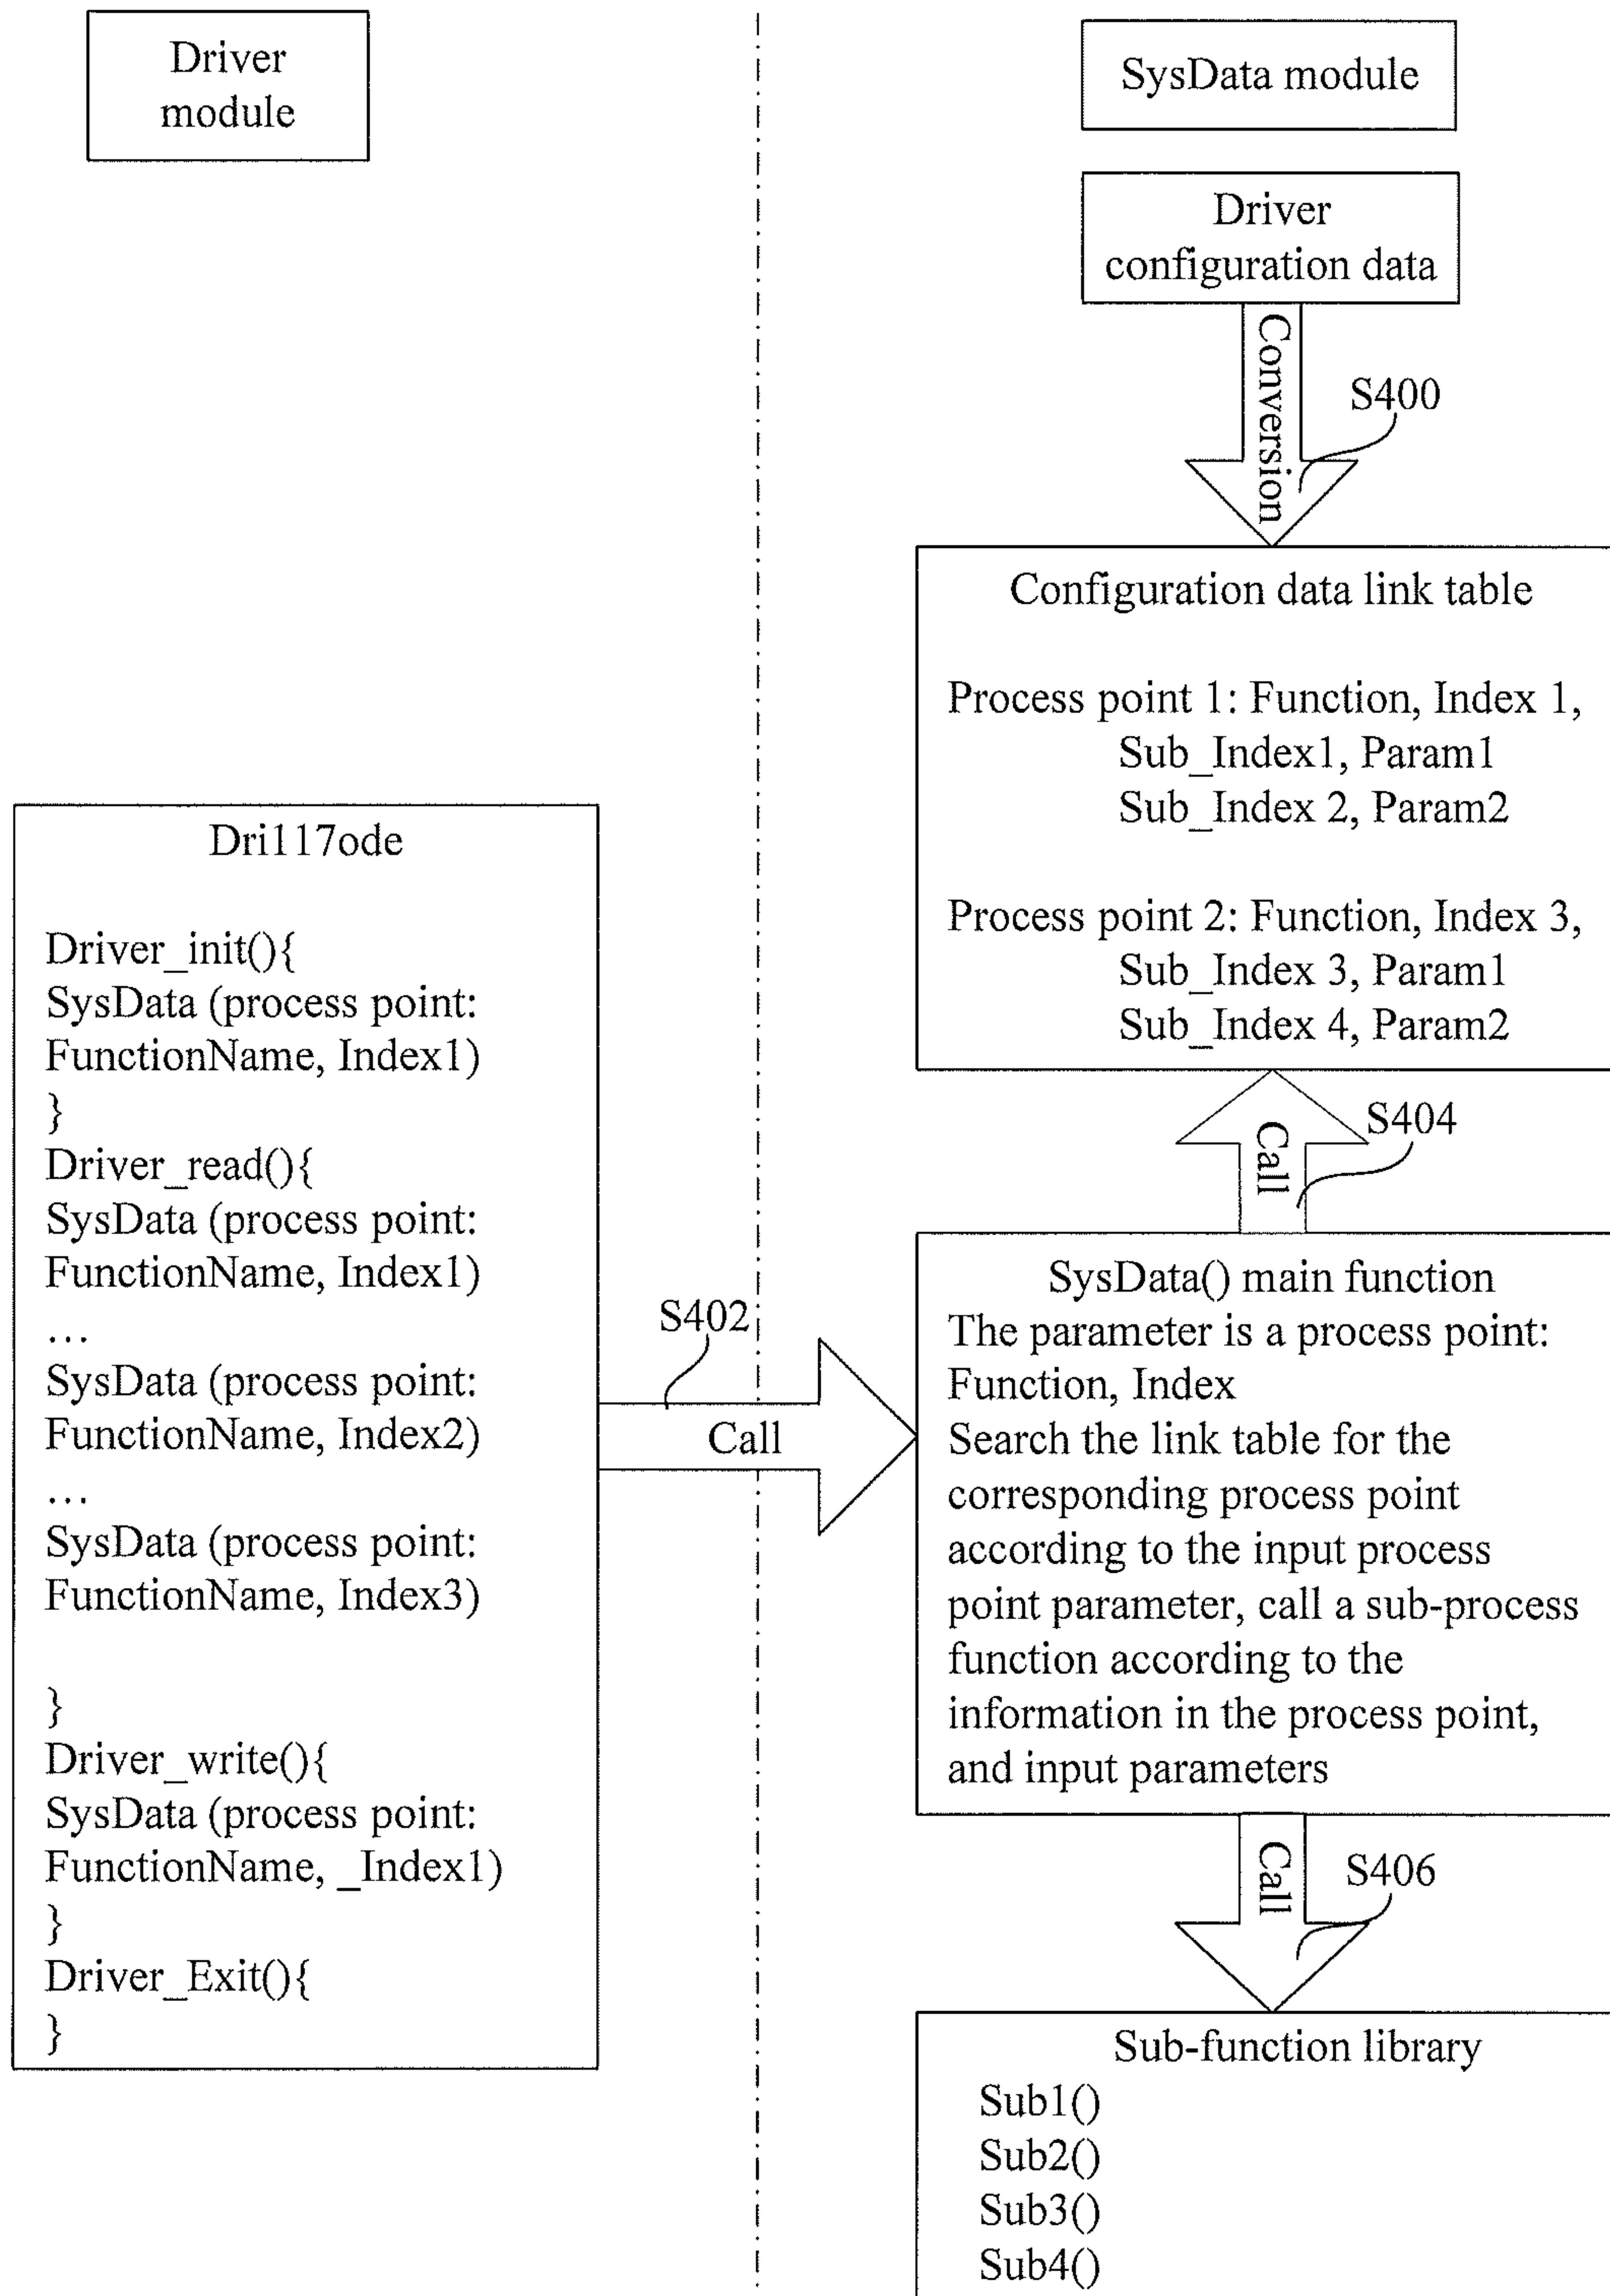 Driver
module
SysData module
Driver
configuration data
Conversion
S400
Configuration data link table
Process point 1: Function, Index 1,
Sub_Index1, Param1
Sub_Index 2, Param2
Process point 2: Function, Index 3,
Sub_Index 3, Param1
Sub_Index 4, Param2
Dri117ode
Driver_init(){
SysData (process point:
FunctionName, Index1)
}
Driver_read(){
SysData (process point:
FunctionName, Index1)
…
SysData (process point:
FunctionName, Index2)
…
SysData (process point:
FunctionName, Index3)
}
Driver_write(){
SysData (process point:
FunctionName, _Index1)
}
Driver_Exit(){
}
S402
Call
Call
S404
SysData() main function
The parameter is a process point:
Function, Index
Search the link table for the
corresponding process point
according to the input process
point parameter, call a sub-process
function according to the
information in the process point,
and input parameters
Call
S406
Sub-function library
Sub1()
Sub2()
Sub3()
Sub4()